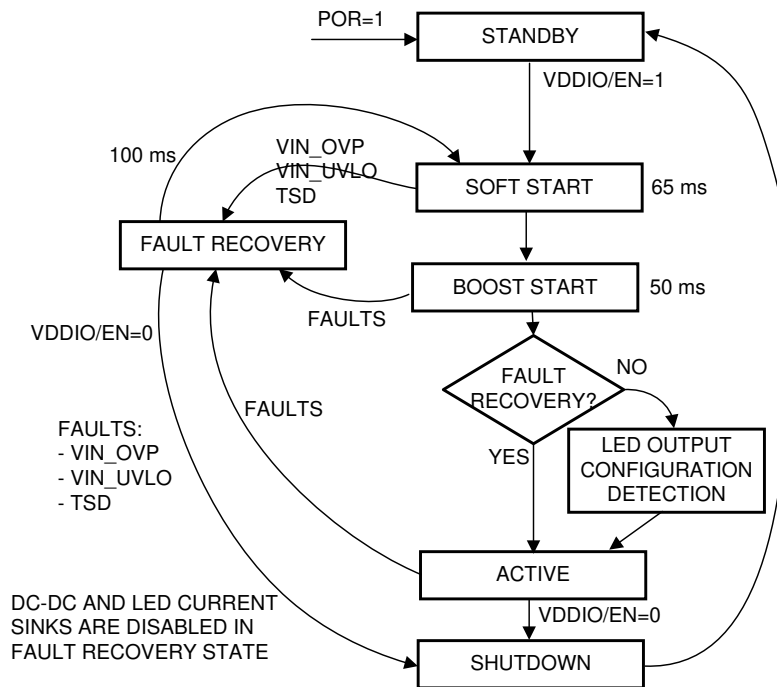 POR=1
STANDBY
VDDIO/EN=1
100 ms
VIN_OVP
VIN_UVLO
TSD
SOFT START
65 ms
FAULT RECOVERY
BOOST START
50 ms
FAULTS
VDDIO/EN=0
FAULT
RECOVERY?
NO
YES
FAULTS
LED OUTPUT
CONFIGURATION
DETECTION
FAULTS:
- VIN_OVP
- VIN_UVLO
- TSD
ACTIVE
VDDIO/EN=0
DC-DC AND LED CURRENT
SINKS ARE DISABLED IN
FAULT RECOVERY STATE
SHUTDOWN